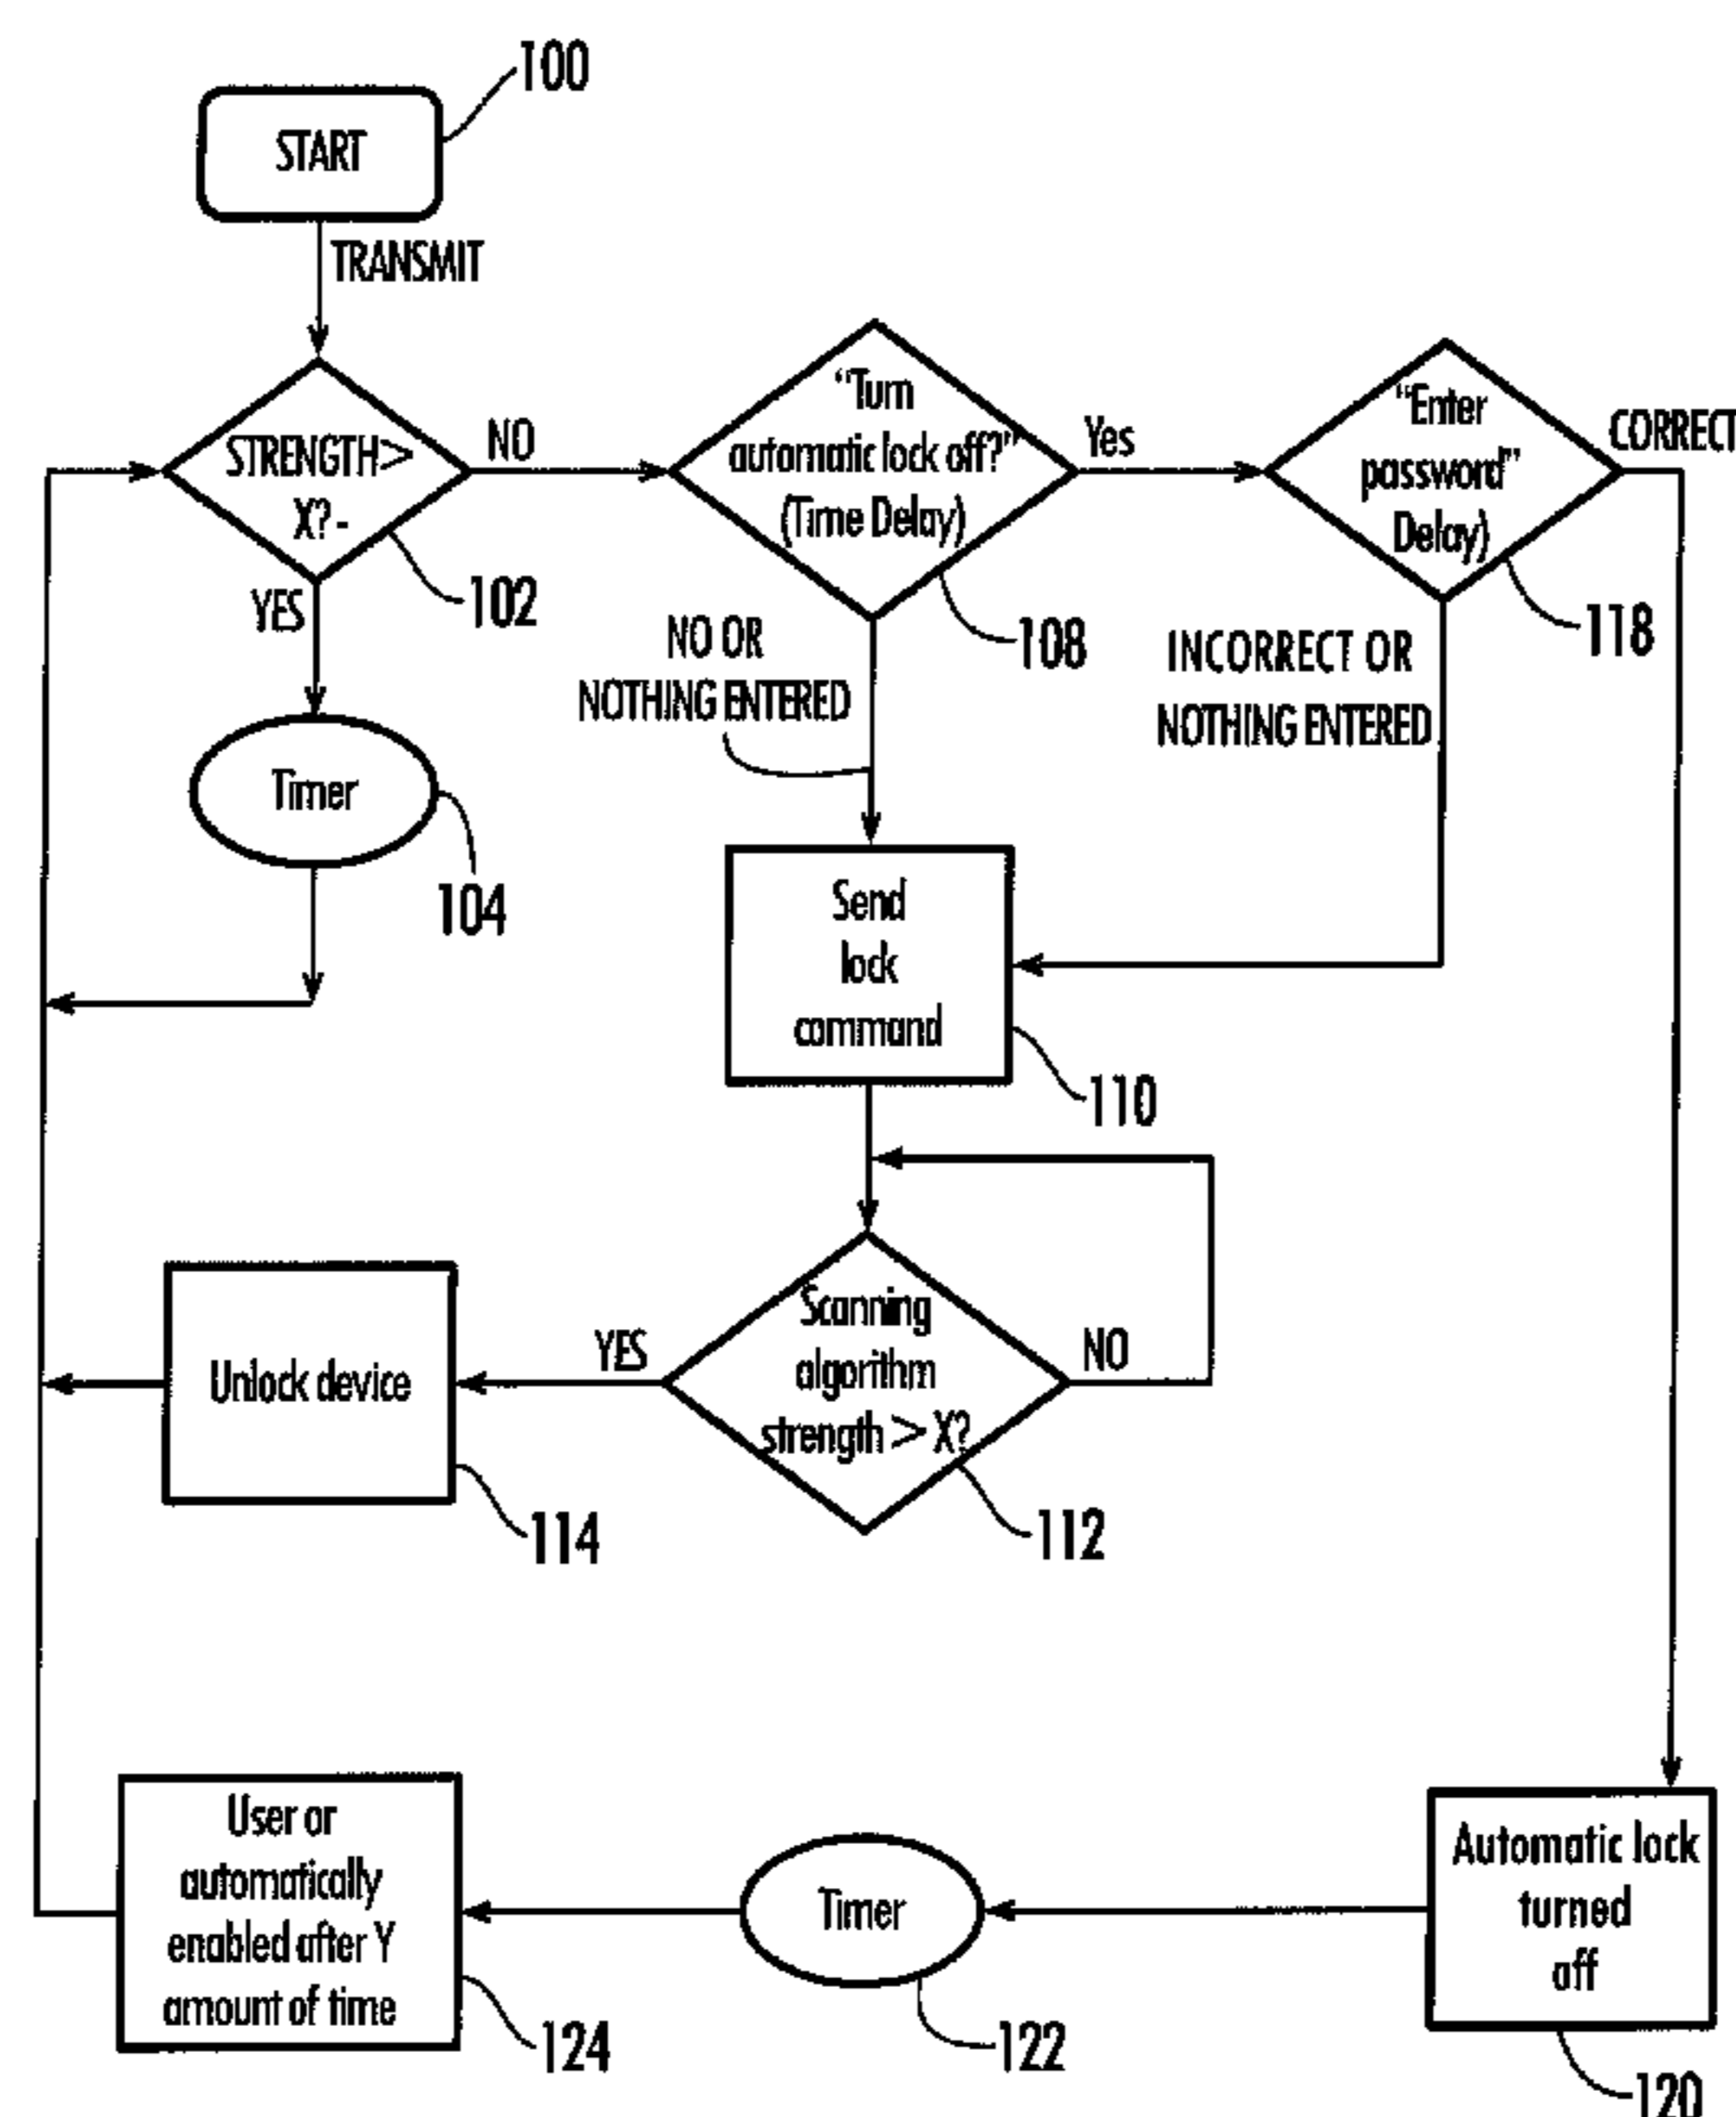 100
START
TRANSMIT
STRENGTH>
X? -
102
NO
YES
"Turn
automatic lock off?"
(Time Delay)
108
Yes
"Enter
password"
Delay)
118
CORRECT
NO OR
NOTHING ENTERED
INCORRECT OR
NOTHING ENTERED
Timer
104
Send
lock
command
110
Scanning
algorithm
strength > X?
112
YES
NO
Unlock device
114
User or
automatically
enabled after Y
amount of time
124
Timer
122
Automatic lock
turned
off
120